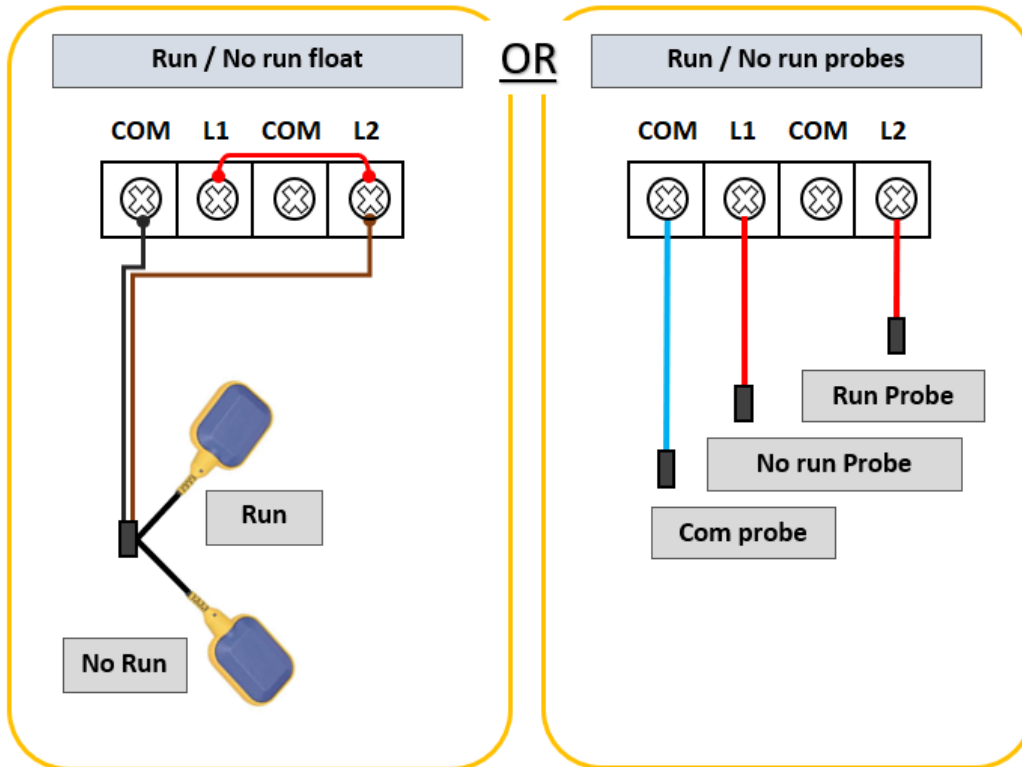 Run / No run float
OR
Run / No run probes
COM L1 COM L2
COM L1 COM L2
Run
No Run
Run Probe
No run Probe
Com probe